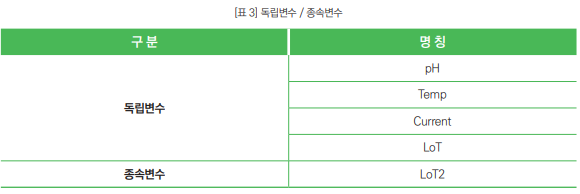 [표 3] 독립변수 / 종속변수
구 분 명 칭
독립변수 pH
Temp
Current
LoT
종속변수 LoT2